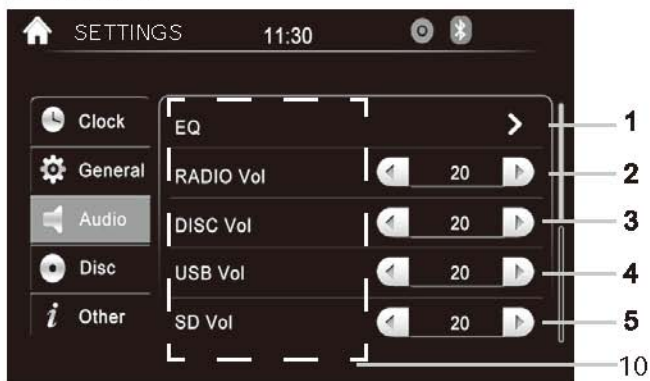 SETTINGS 11:30
Clock
General
Audio
Disc
i Other
EQ 1
RADIO Vol 20 2
DISC Vol 20 3
USB Vol 20 4
SD Vol 20 5
10